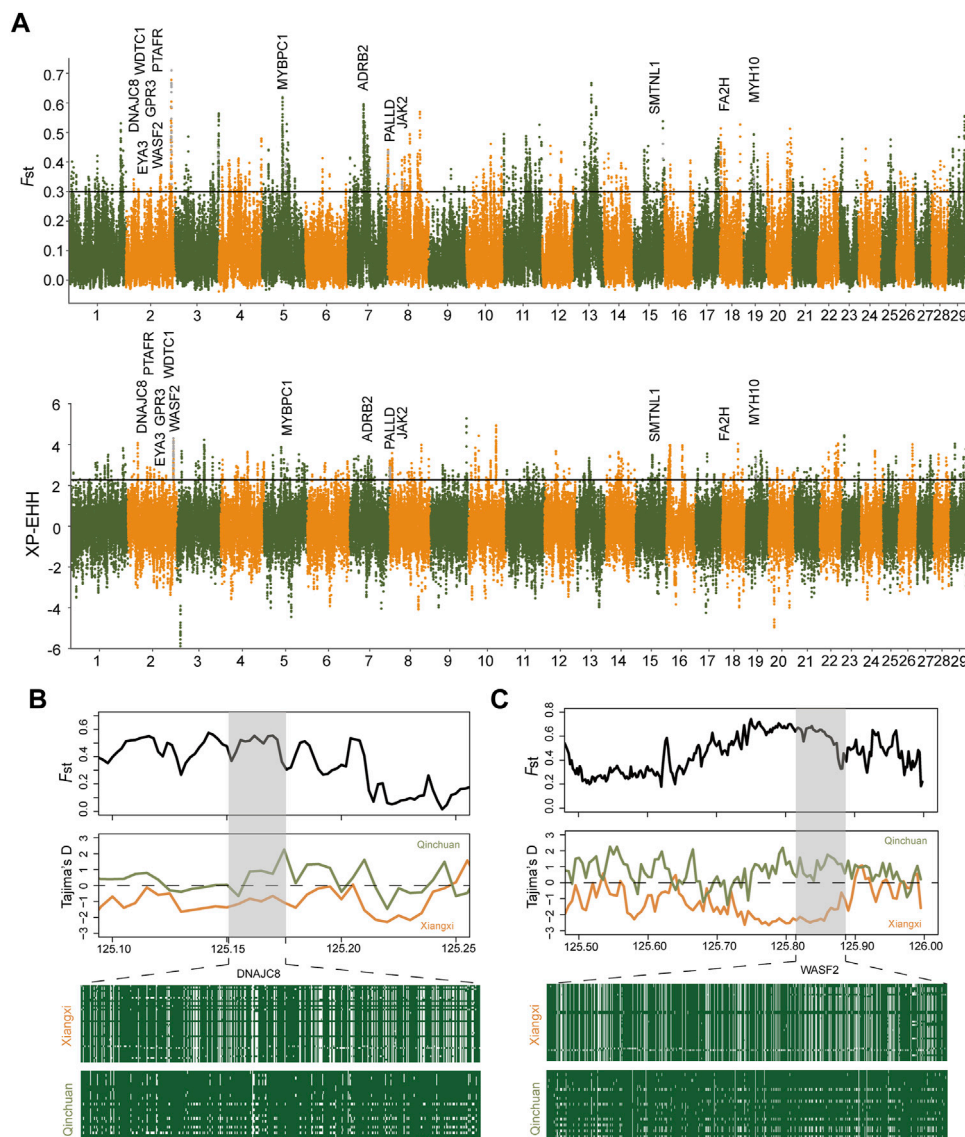 A
DNAJC8
WDTC1
PTAFR
EYA3
GPR3
WASF2
MYBPC1
ADRB2
PALLD
JAK2
SMTNL1
FA2H
MYH10
Fst
0.7
0.6
0.5
0.4
0.3
0.2
0.1
0.0
1 2 3 4 5 6 7 8 9 10 11 12 13 14 15 16 17 18 19 20 21 22 23 24 25 26 27 28 29
DNAJC8
PTAFR
WDTC1
EYA3
GPR3
WASF2
MYBPC1
ADRB2
PALLD
JAK2
SMTNL1
FA2H
MYH10
XP-EHH
6
4
2
0
-2
-4
-6
1 2 3 4 5 6 7 8 9 10 11 12 13 14 15 16 17 18 19 20 21 22 23 24 25 26 27 28 29
B
Fst
0.8
0.4
0.2
0.0
Tajima's D
3
2
1
0
−1
−2
−3
Qinchuan
Xiangxi
125.10 125.15 125.20 125.25
DNAJC8
Xiangxi
Qinchuan
C
Fst
0.8
0.6
0.4
0.2
0.0
Tajima's D
3
2
1
0
−1
−2
−3
Qinchuan
Xiangxi
125.50 125.60 125.70 125.80 125.90 126.00
WASF2
Xiangxi
Qinchuan